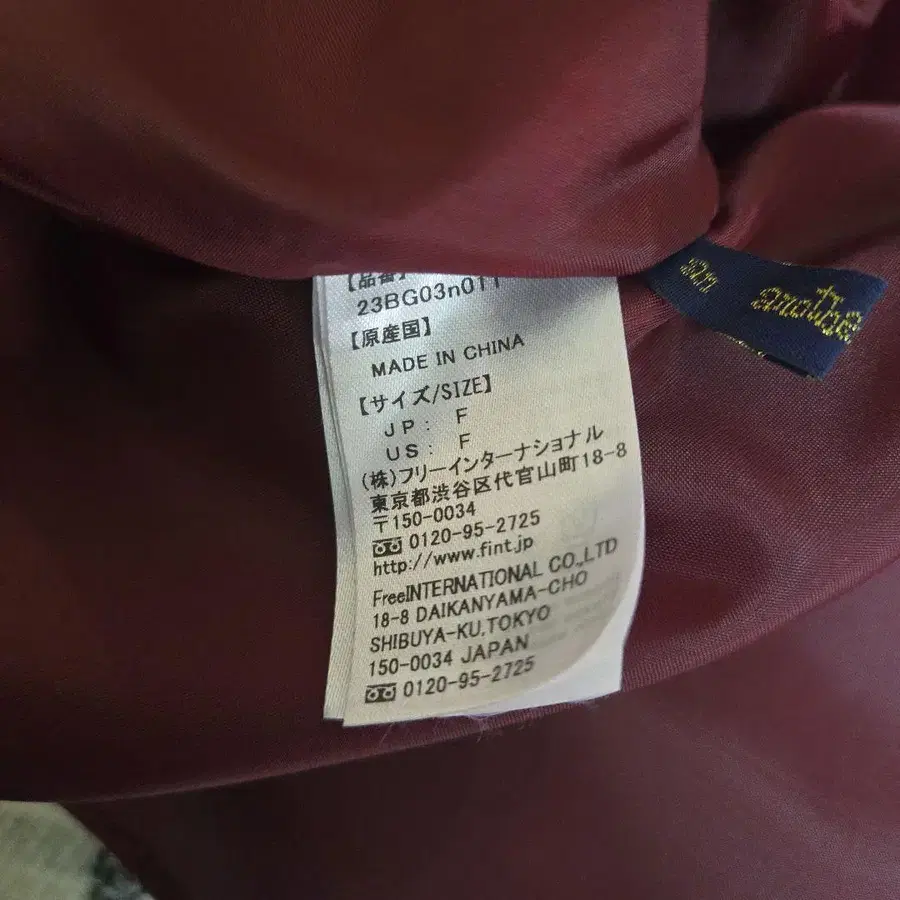 【品番】
23BG03n011
【原産国】
MADE IN CHINA
【サイズ/SIZE】
JP: F
US: F
(株)フリーインターナショナル
東京都渋谷区代官山町18-8
〒150-0034
0120-95-2725
http://www.fint.jp
FreeINTERNATIONAL CO.,LTD
18-8 DAIKANYAMA-CHO
SHIBUYA-KU,TOKYO
150-0034 JAPAN
0120-95-2725
an